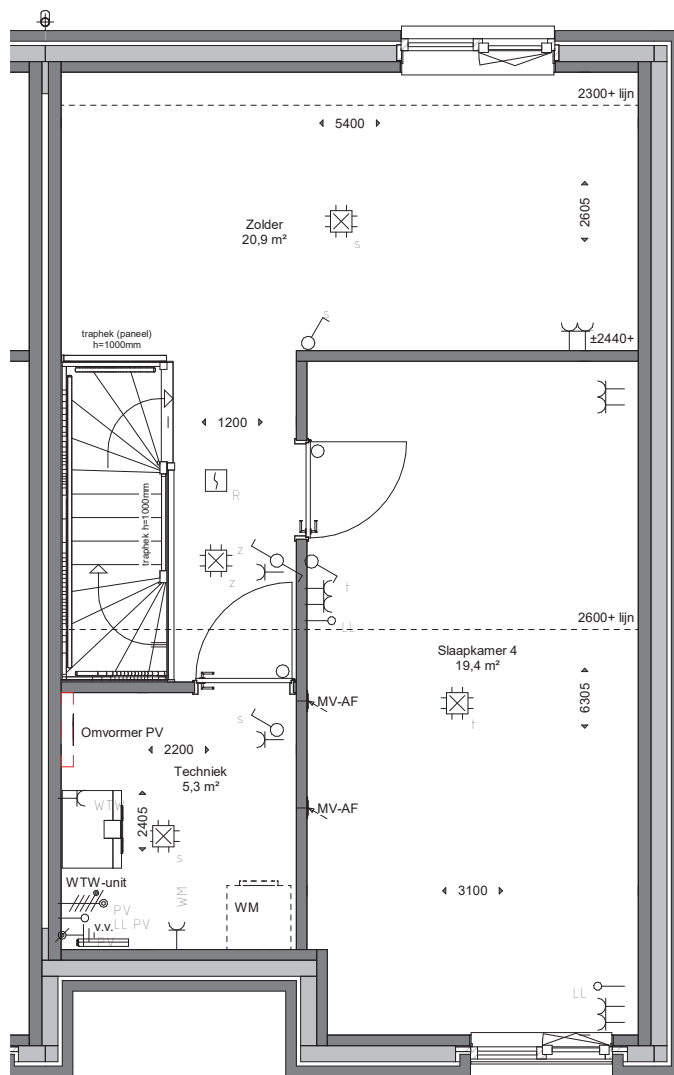 2300+ lijn
5400
2605
Zolder
20,9 m²
s
s
±2440+
traphek (paneel)
h=1000mm
1200
traphek h=1000mm
R
z
z
t
LL
2600+ lijn
Slaapkamer 4
19,4 m²
6305
t
MV-AF
s
Omvormer PV
2200
Techniek
5,3 m²
WTW
2405
MV-AF
s
WTW-unit
WM
WM
3100
PV
LL PV
v.v.
PV
LL